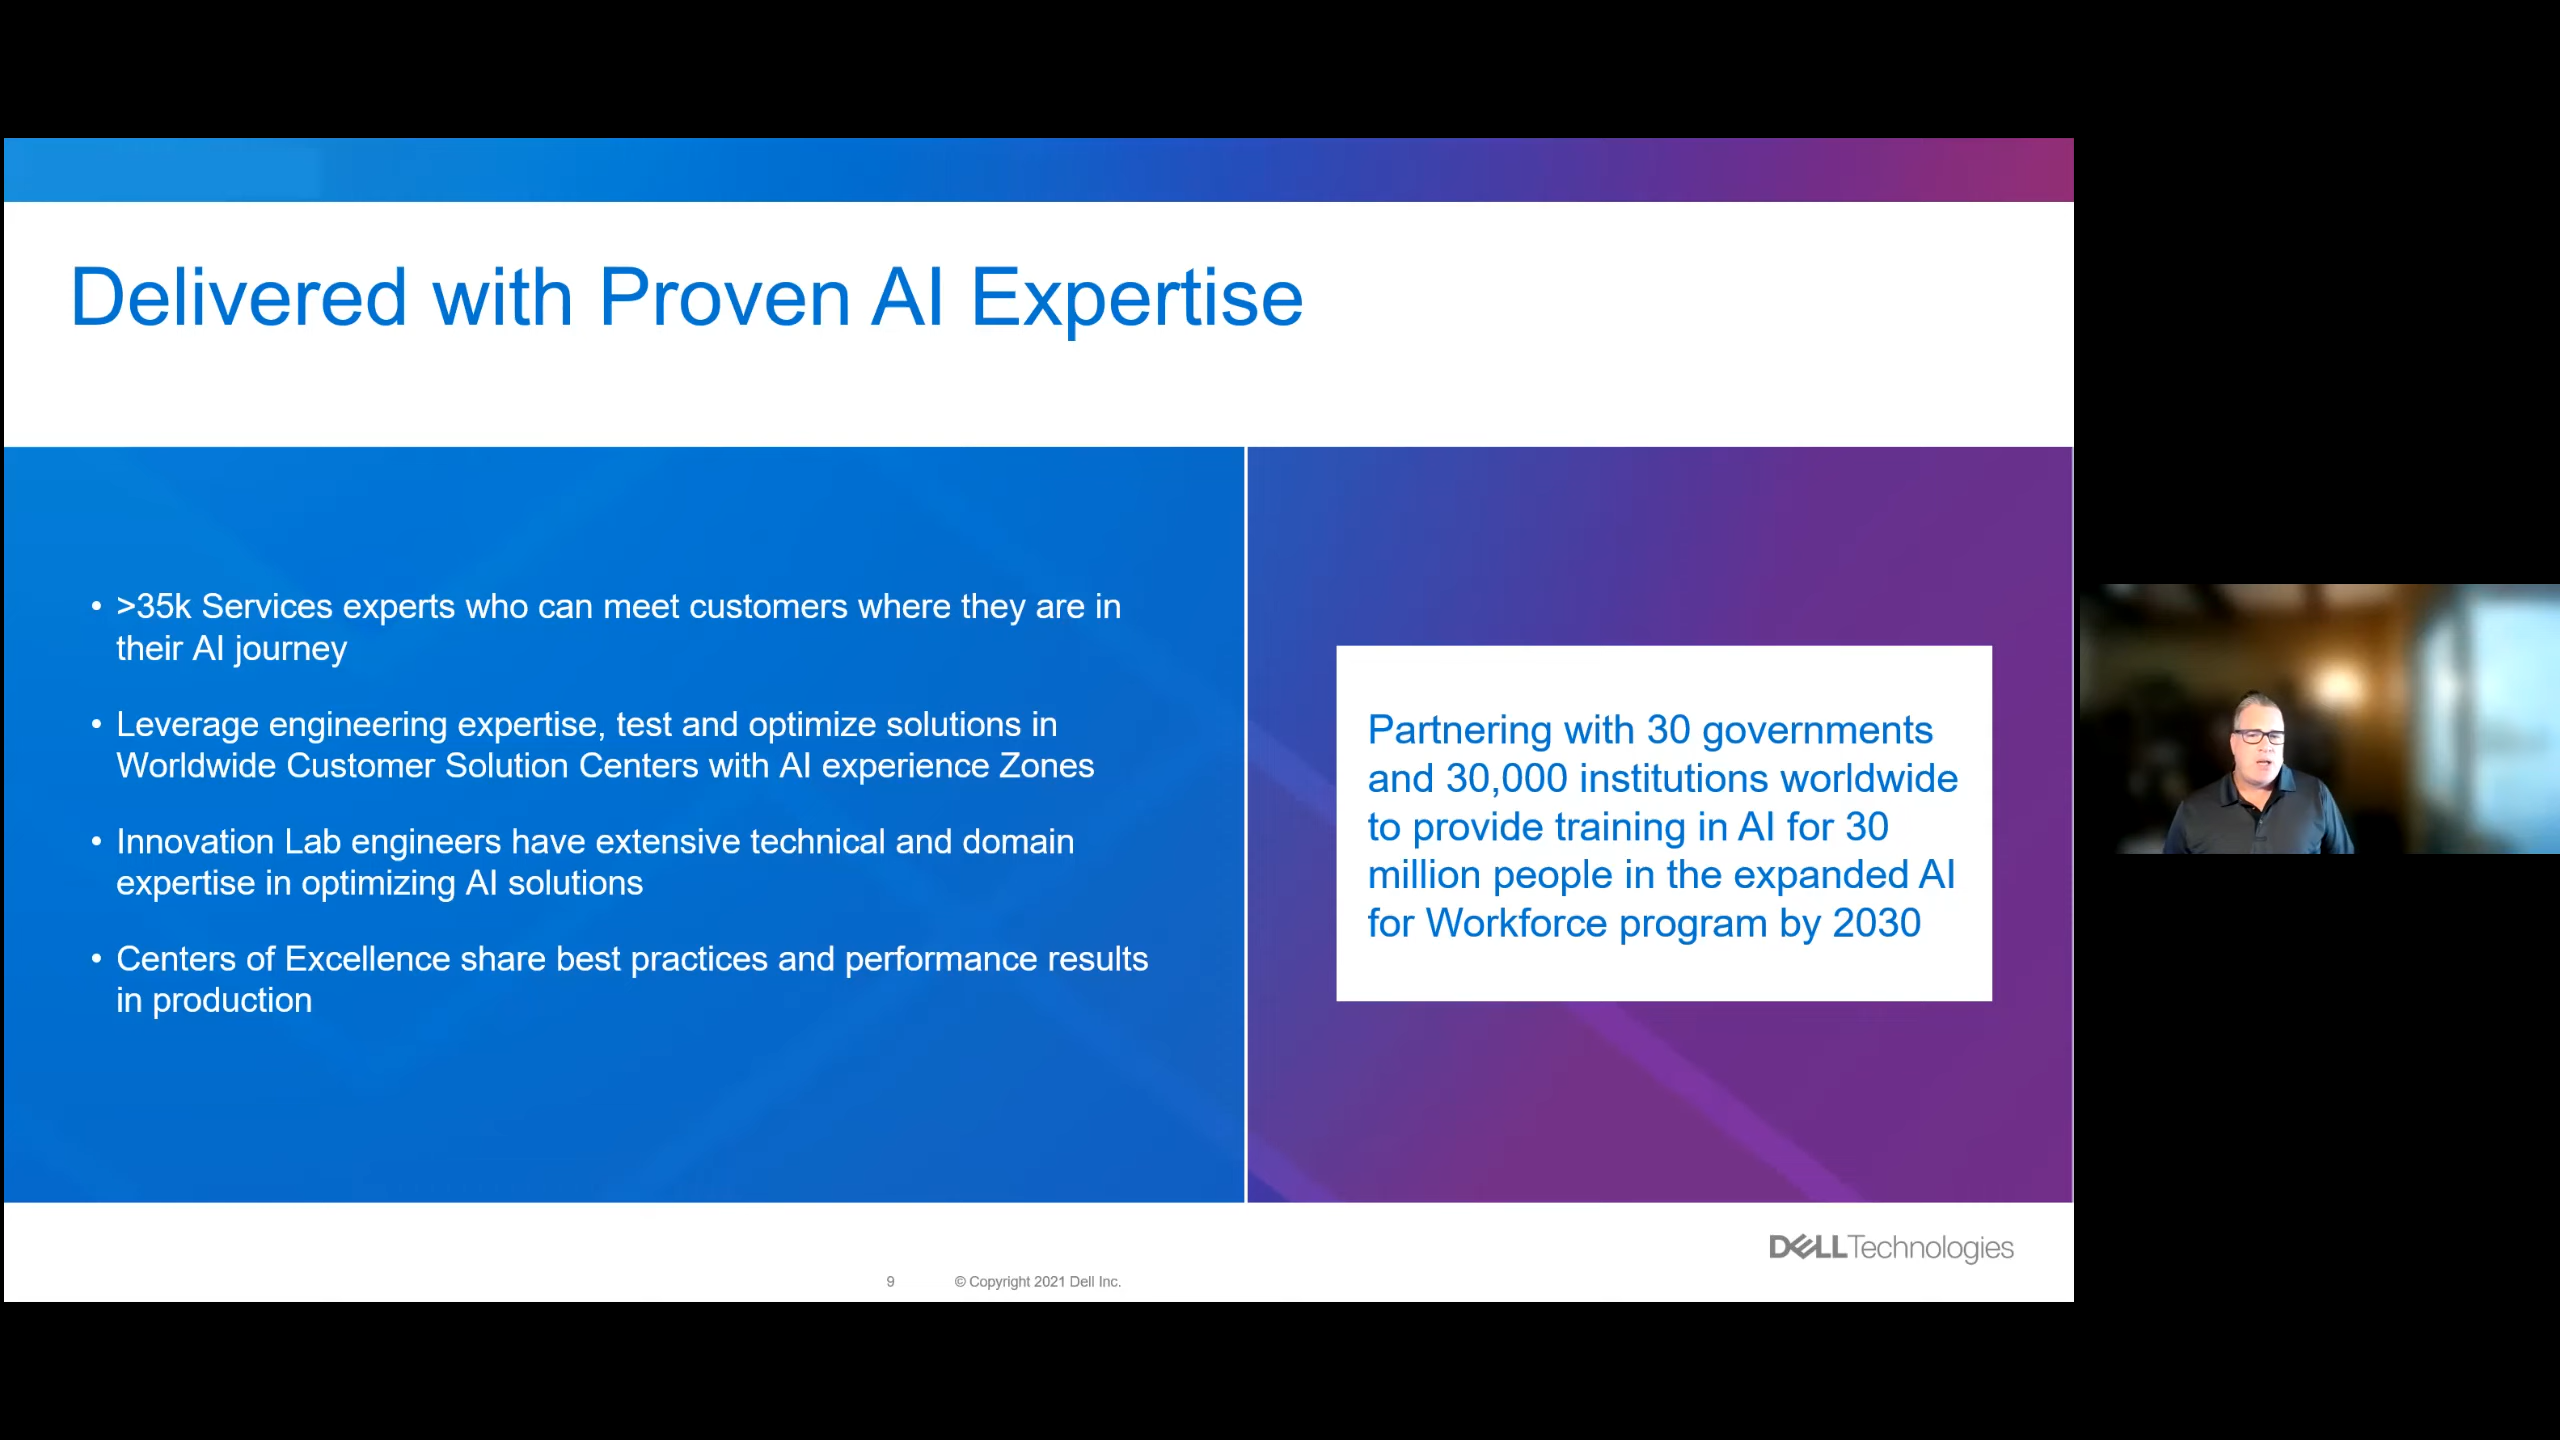 Delivered with Proven AI Expertise
• >35k Services experts who can meet customers where they are in
their AI journey
• Leverage engineering expertise, test and optimize solutions in
Worldwide Customer Solution Centers with AI experience Zones
• Innovation Lab engineers have extensive technical and domain
expertise in optimizing AI solutions
• Centers of Excellence share best practices and performance results
in production
Partnering with 30 governments
and 30,000 institutions worldwide
to provide training in AI for 30
million people in the expanded AI
for Workforce program by 2030
DELLTechnologies
9 © Copyright 2021 Dell Inc.